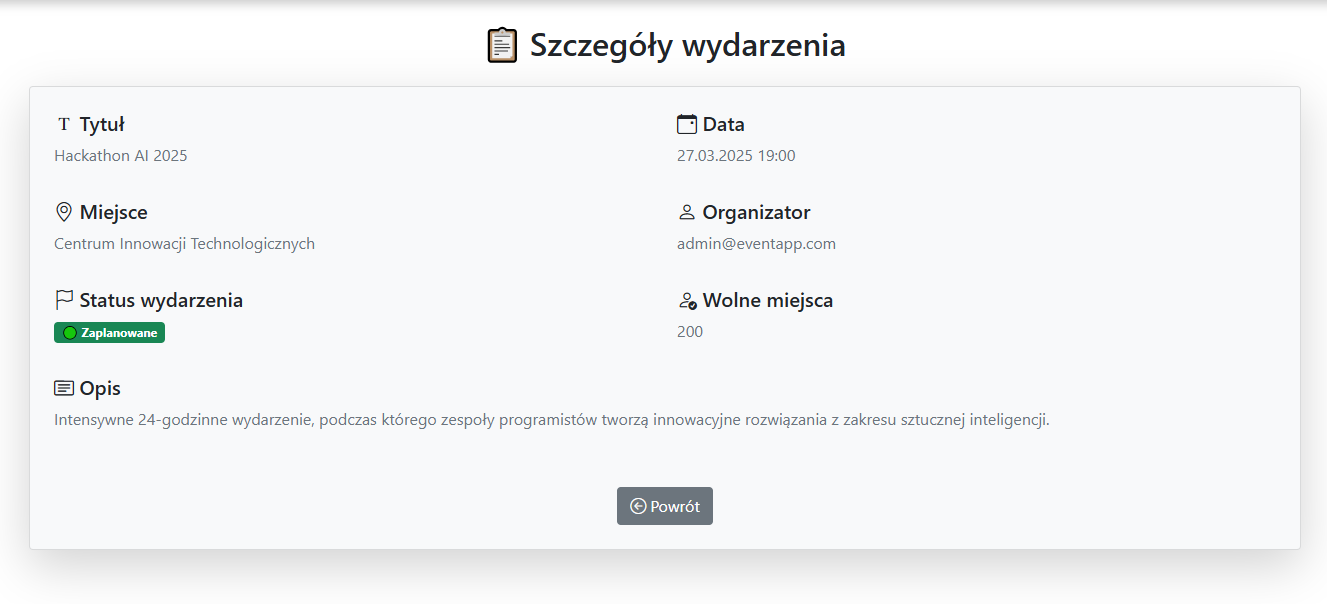 Szczegóły wydarzenia
Tytuł
Hackathon AI 2025
Data
27.03.2025 19:00
Miejsce
Centrum Innowacji Technologicznych
Organizator
admin@eventapp.com
Status wydarzenia
Zaplanowane
Wolne miejsca
200
Opis
Intensywne 24-godzinne wydarzenie, podczas którego zespoły programistów tworzą innowacyjne rozwiązania z zakresu sztucznej inteligencji.
Powrót